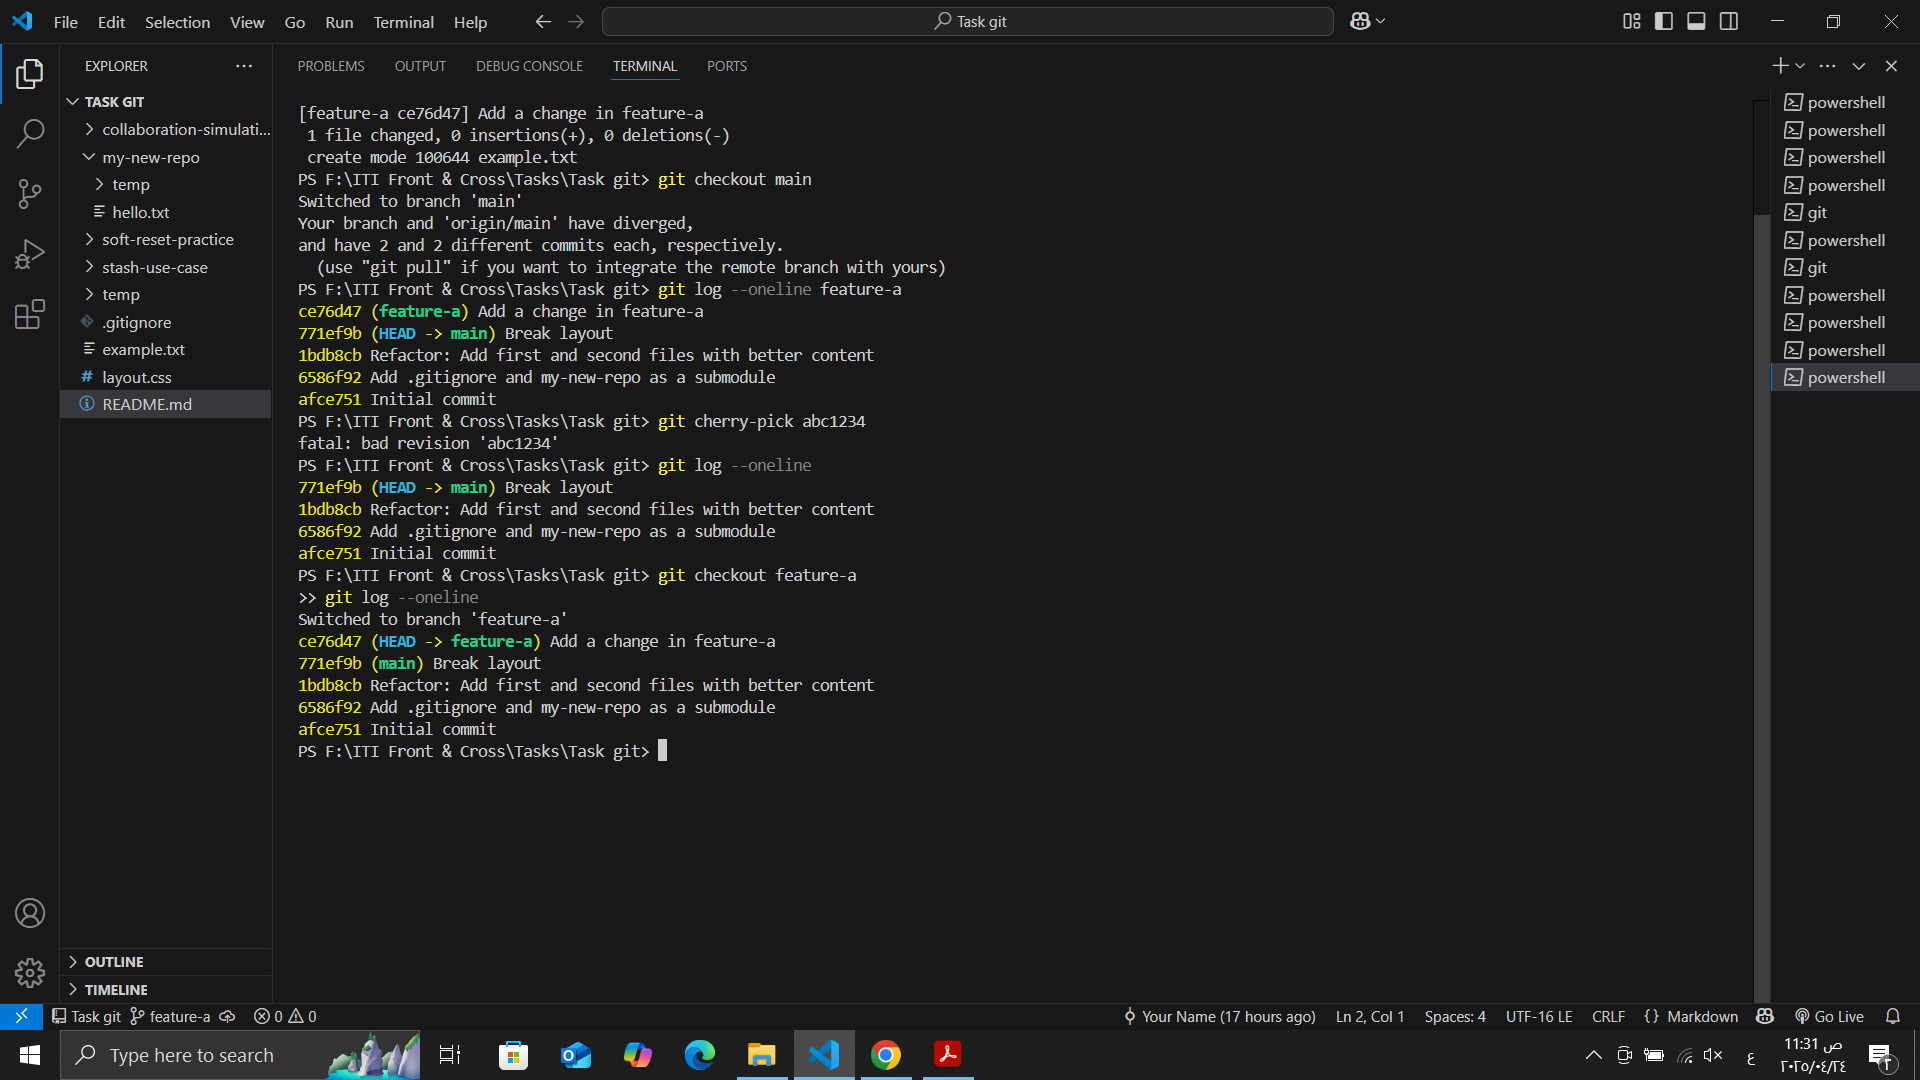 File Edit Selection View Go Run Terminal Help
Task git
EXPLORER
TASK GIT
collaboration-simulati...
my-new-repo
temp
hello.txt
soft-reset-practice
stash-use-case
temp
.gitignore
example.txt
# layout.css
README.md
OUTLINE
TIMELINE
PROBLEMS OUTPUT DEBUG CONSOLE TERMINAL PORTS
[feature-a ce76d47] Add a change in feature-a
1 file changed, 0 insertions(+), 0 deletions(-)
create mode 100644 example.txt
PS F:\ITI Front & Cross\Tasks\Task git> git checkout main
Switched to branch 'main'
Your branch and 'origin/main' have diverged,
and have 2 and 2 different commits each, respectively.
(use "git pull" if you want to integrate the remote branch with yours)
PS F:\ITI Front & Cross\Tasks\Task git> git log --oneline feature-a
ce76d47 (feature-a) Add a change in feature-a
771ef9b (HEAD -> main) Break layout
1bdb8cb Refactor: Add first and second files with better content
6586f92 Add .gitignore and my-new-repo as a submodule
afce751 Initial commit
PS F:\ITI Front & Cross\Tasks\Task git> git cherry-pick abc1234
fatal: bad revision 'abc1234'
PS F:\ITI Front & Cross\Tasks\Task git> git log --oneline
771ef9b (HEAD -> main) Break layout
1bdb8cb Refactor: Add first and second files with better content
6586f92 Add .gitignore and my-new-repo as a submodule
afce751 Initial commit
PS F:\ITI Front & Cross\Tasks\Task git> git checkout feature-a
>> git log --oneline
Switched to branch 'feature-a'
ce76d47 (HEAD -> feature-a) Add a change in feature-a
771ef9b (main) Break layout
1bdb8cb Refactor: Add first and second files with better content
6586f92 Add .gitignore and my-new-repo as a submodule
afce751 Initial commit
PS F:\ITI Front & Cross\Tasks\Task git>
powershell
powershell
powershell
powershell
git
powershell
git
powershell
powershell
powershell
powershell
Task git feature-a 0 0 Your Name (17 hours ago) Ln 2, Col 1 Spaces: 4 UTF-16 LE CRLF {} Markdown Go Live
Type here to search
ع
11:31 ص
٢٠٢٥/٠٤/٢٤
٢